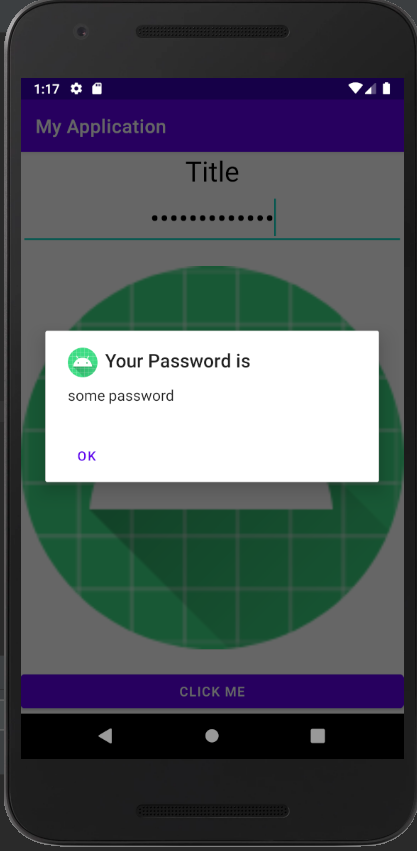 1:17
My Application
Title
•••••••••••••
Your Password is
some password
OK
CLICK ME